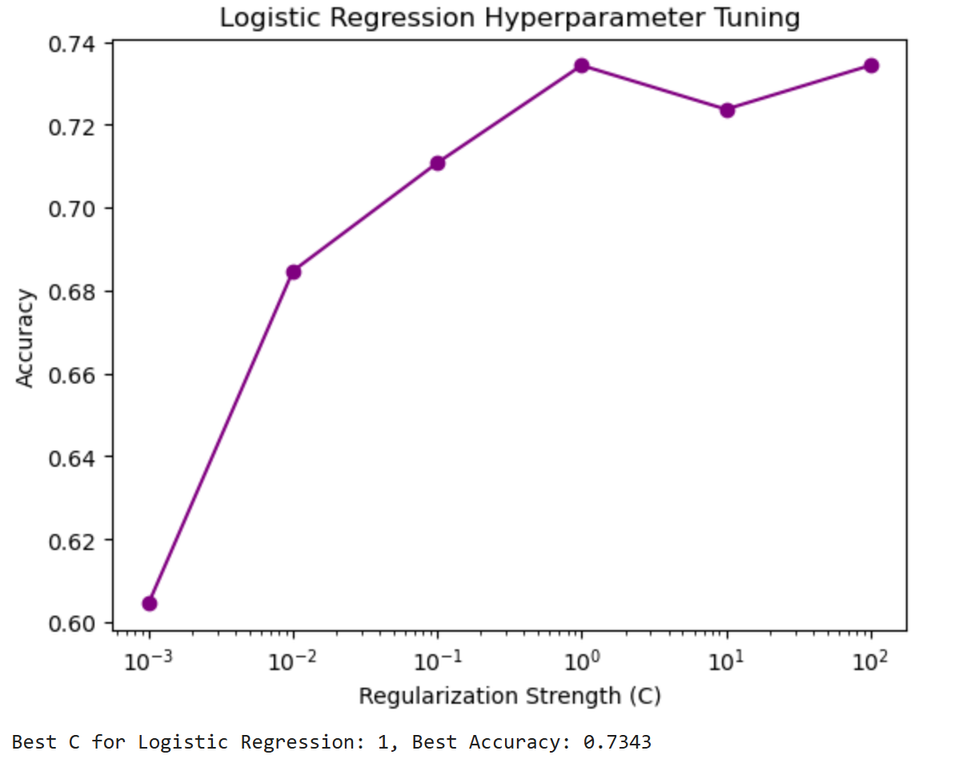 Logistic Regression Hyperparameter Tuning
0.74
0.72
0.70
0.68
0.66
0.64
0.62
0.60
Accuracy
10⁻³ 10⁻² 10⁻¹ 10⁰ 10¹ 10²
Regularization Strength (C)
Best C for Logistic Regression: 1, Best Accuracy: 0.7343